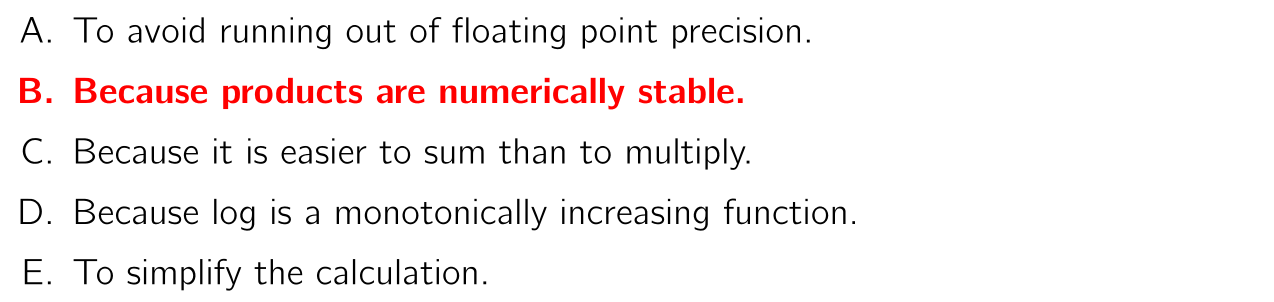 A. To avoid running out of floating point precision.
B. Because products are numerically stable.
C. Because it is easier to sum than to multiply.
D. Because log is a monotonically increasing function.
E. To simplify the calculation.